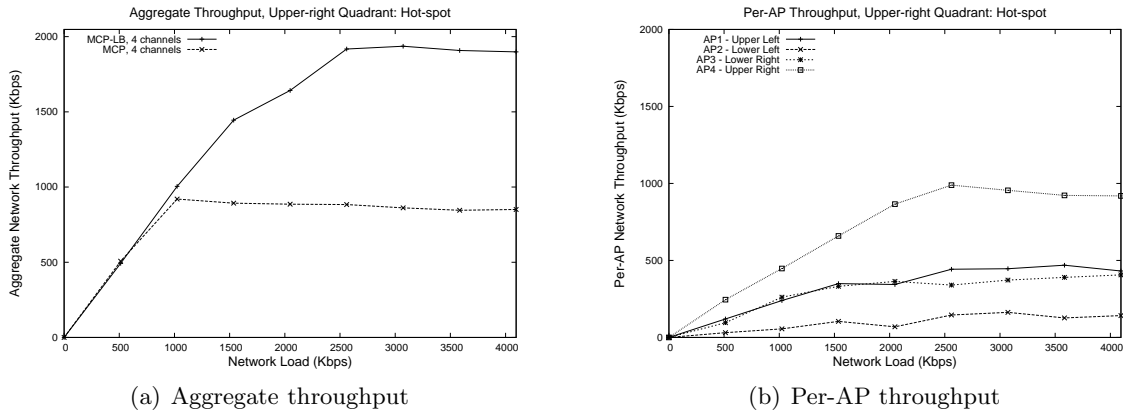 Aggregate Throughput, Upper-right Quadrant: Hot-spot
MCP-LB, 4 channels
MCP, 4 channels
Aggregate Network Throughput (Kbps)
2000
1500
1000
500
0
0 500 1000 1500 2000 2500 3000 3500 4000
Network Load (Kbps)
(a) Aggregate throughput
Per-AP Throughput, Upper-right Quadrant: Hot-spot
AP1 - Upper Left
AP2 - Lower Left
AP3 - Lower Right
AP4 - Upper Right
Per-AP Network Throughput (Kbps)
2000
1500
1000
500
0
0 500 1000 1500 2000 2500 3000 3500 4000
Network Load (Kbps)
(b) Per-AP throughput